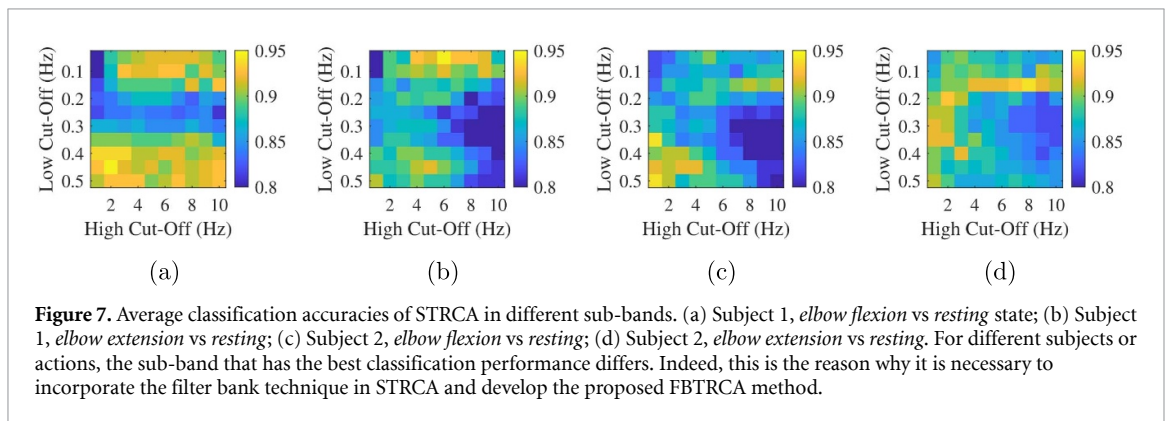 Low Cut-Off (Hz)
0.1
0.2
0.3
0.4
0.5
2 4 6 8 10
High Cut-Off (Hz)
0.95
0.9
0.85
0.8
(a)
Low Cut-Off (Hz)
0.1
0.2
0.3
0.4
0.5
2 4 6 8 10
High Cut-Off (Hz)
0.95
0.9
0.85
0.8
(b)
Low Cut-Off (Hz)
0.1
0.2
0.3
0.4
0.5
2 4 6 8 10
High Cut-Off (Hz)
0.95
0.9
0.85
0.8
(c)
Low Cut-Off (Hz)
0.1
0.2
0.3
0.4
0.5
2 4 6 8 10
High Cut-Off (Hz)
0.95
0.9
0.85
0.8
(d)
Figure 7. Average classification accuracies of STRCA in different sub-bands. (a) Subject 1, elbow flexion vs resting state; (b) Subject
1, elbow extension vs resting; (c) Subject 2, elbow flexion vs resting; (d) Subject 2, elbow extension vs resting. For different subjects or
actions, the sub-band that has the best classification performance differs. Indeed, this is the reason why it is necessary to
incorporate the filter bank technique in STRCA and develop the proposed FBTRCA method.